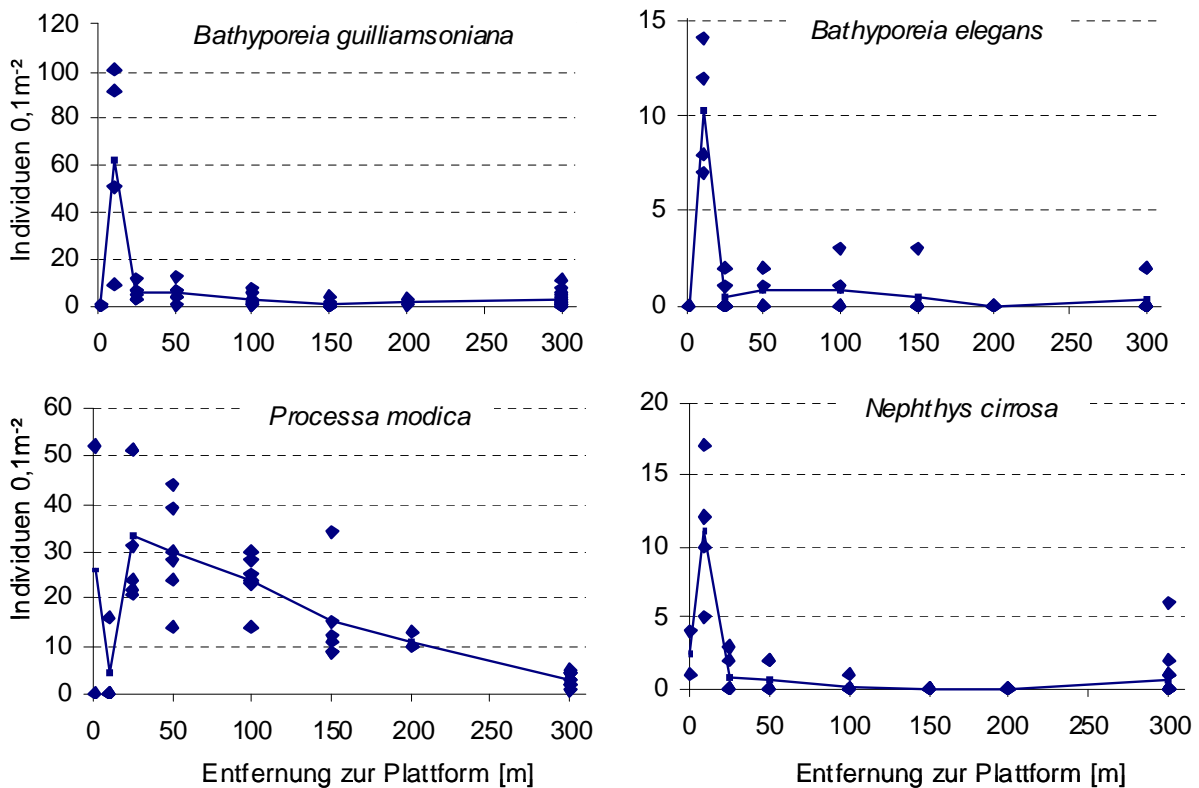 Bathyporeia guilliamsoniana
Individuen 0,1m⁻²
120
100
80
60
40
20
0
0 50 100 150 200 250 300
Bathyporeia elegans
15
10
5
0
0 50 100 150 200 250 300
Processa modica
Individuen 0,1m⁻²
60
50
40
30
20
10
0
0 50 100 150 200 250 300
Entfernung zur Plattform [m]
Nephthys cirrosa
20
15
10
5
0
0 50 100 150 200 250 300
Entfernung zur Plattform [m]